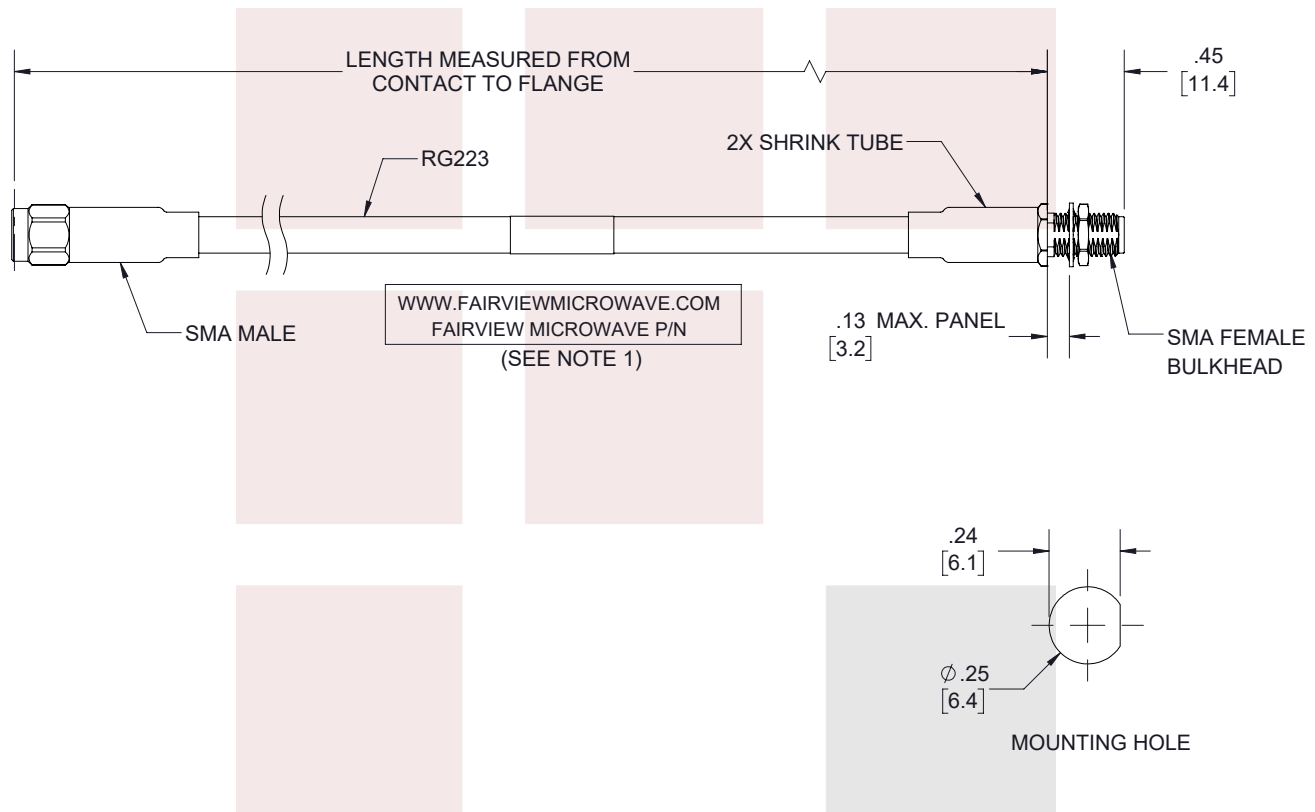 LENGTH MEASURED FROM
CONTACT TO FLANGE
.45
[11.4]
2X SHRINK TUBE
RG223
WWW.FAIRVIEWMICROWAVE.COM
FAIRVIEW MICROWAVE P/N
(SEE NOTE 1)
SMA MALE
.13 MAX. PANEL
[3.2]
SMA FEMALE
BULKHEAD
.24
[6.1]
∅.25
[6.4]
MOUNTING HOLE